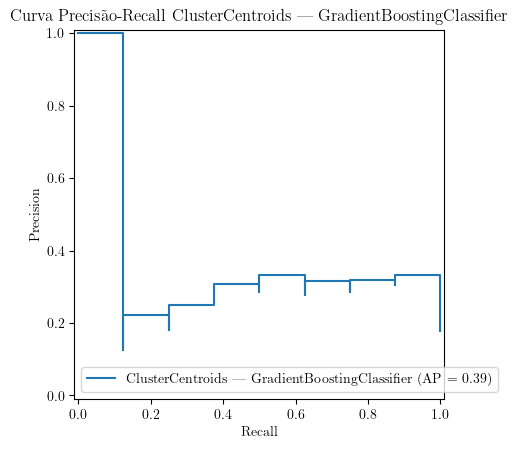 Curva Precisão-Recall ClusterCentroids — GradientBoostingClassifier
1.0
0.8
0.6
0.4
0.2
0.0
Precision
ClusterCentroids — GradientBoostingClassifier (AP = 0.39)
0.0 0.2 0.4 0.6 0.8 1.0
Recall